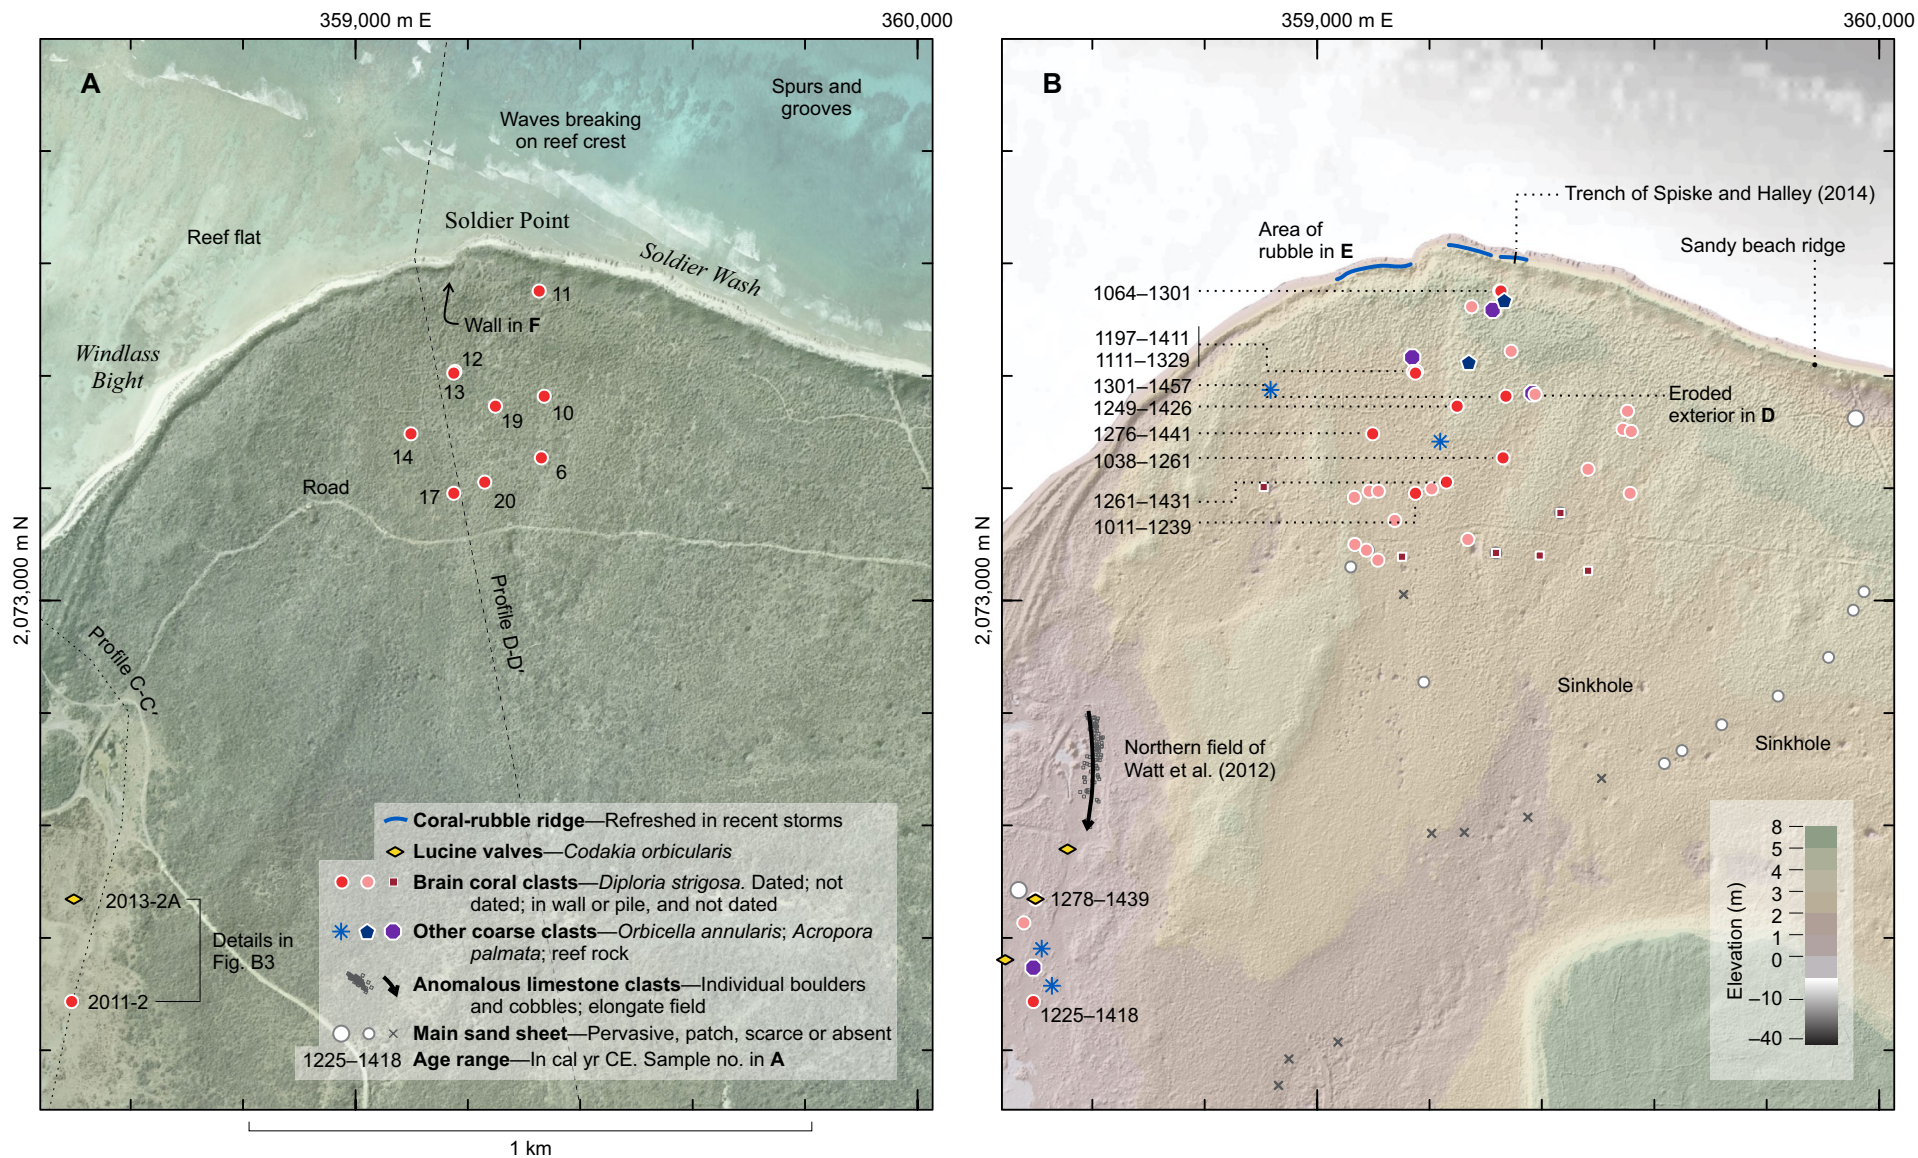 359,000 m E
360,000
359,000 m E
360,000
A
Spurs and
grooves
Waves breaking
on reef crest
Reef flat
Soldier Point
Soldier Wash
11
Wall in F
Windlass
Bight
12
13
19
10
14
6
17
20
Road
2,073,000 m N
Profile D-D'
Profile C-C'
2013-2A
Details in
Fig. B3
2011-2
Coral-rubble ridge—Refreshed in recent storms
Lucine valves—Codakia orbicularis
Brain coral clasts—Diploria strigosa. Dated; not
dated; in wall or pile, and not dated
Other coarse clasts—Orbicella annularis; Acropora
palmata; reef rock
Anomalous limestone clasts—Individual boulders
and cobbles; elongate field
Main sand sheet—Pervasive, patch, scarce or absent
1225–1418 Age range—In cal yr CE. Sample no. in A
1 km
B
Trench of Spiske and Halley (2014)
Area of
rubble in E
Sandy beach ridge
1064–1301
1197–1411
1111–1329
1301–1457
1249–1426
1276–1441
1038–1261
1261–1431
1011–1239
Eroded
exterior in D
2,073,000 m N
Sinkhole
Sinkhole
Northern field of
Watt et al. (2012)
1278–1439
1225–1418
Elevation (m)
8
5
4
3
2
1
0
–10
–40